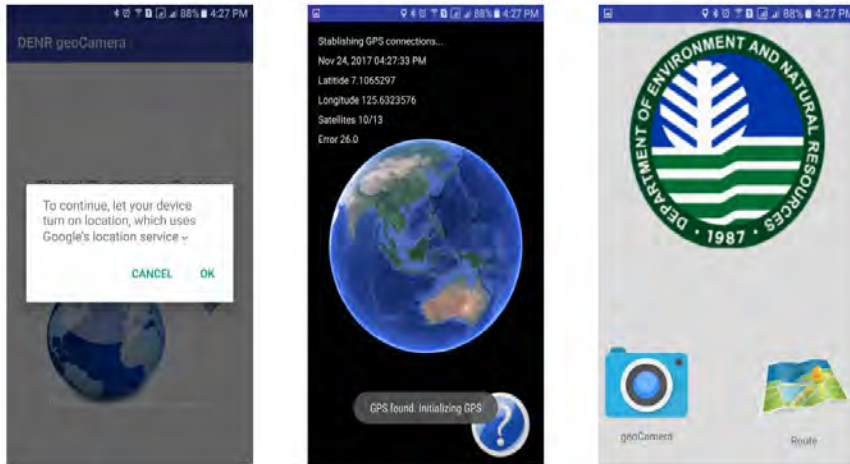 88% 4:27 PM
DENR geoCamera
To continue, let your device
turn on location, which uses
Google's location service
CANCEL OK
88% 4:27 PM
Stablishing GPS connections...
Nov 24, 2017 04:27:33 PM
Latitide 7.1065297
Longitude 125.6323576
Satellites 10/13
Error 26.0
GPS found. Initializing GPS
?
88% 4:27 PM
DEPARTMENT OF ENVIRONMENT AND NATURAL RESOURCES
1987
geoCamera
Route